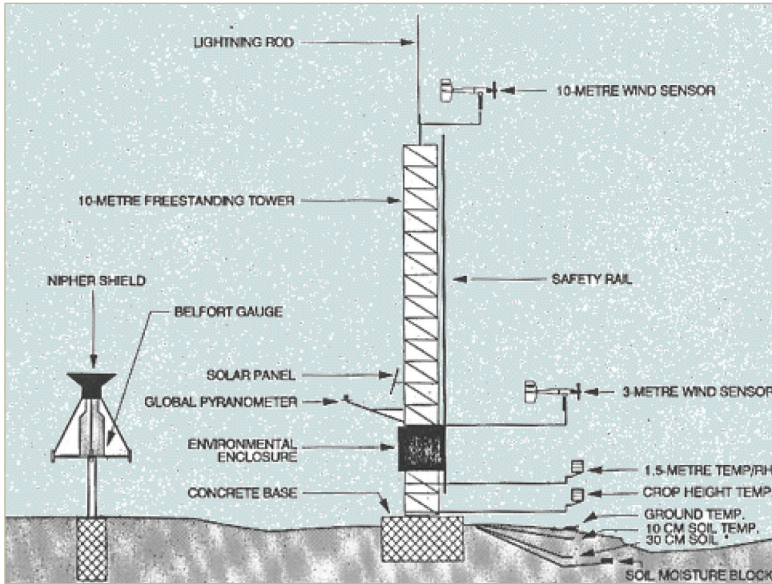 LIGHTNING ROD
10-METRE WIND SENSOR
10-METRE FREESTANDING TOWER
NIPHER SHIELD
SAFETY RAIL
BELFORT GAUGE
SOLAR PANEL
GLOBAL PYRANOMETER
3-METRE WIND SENSOR
ENVIRONMENTAL
ENCLOSURE
1.5-METRE TEMP/RH
CONCRETE BASE
CROP HEIGHT TEMP
GROUND TEMP.
10 CM SOIL TEMP.
30 CM SOIL "
SOIL MOISTURE BLOCK